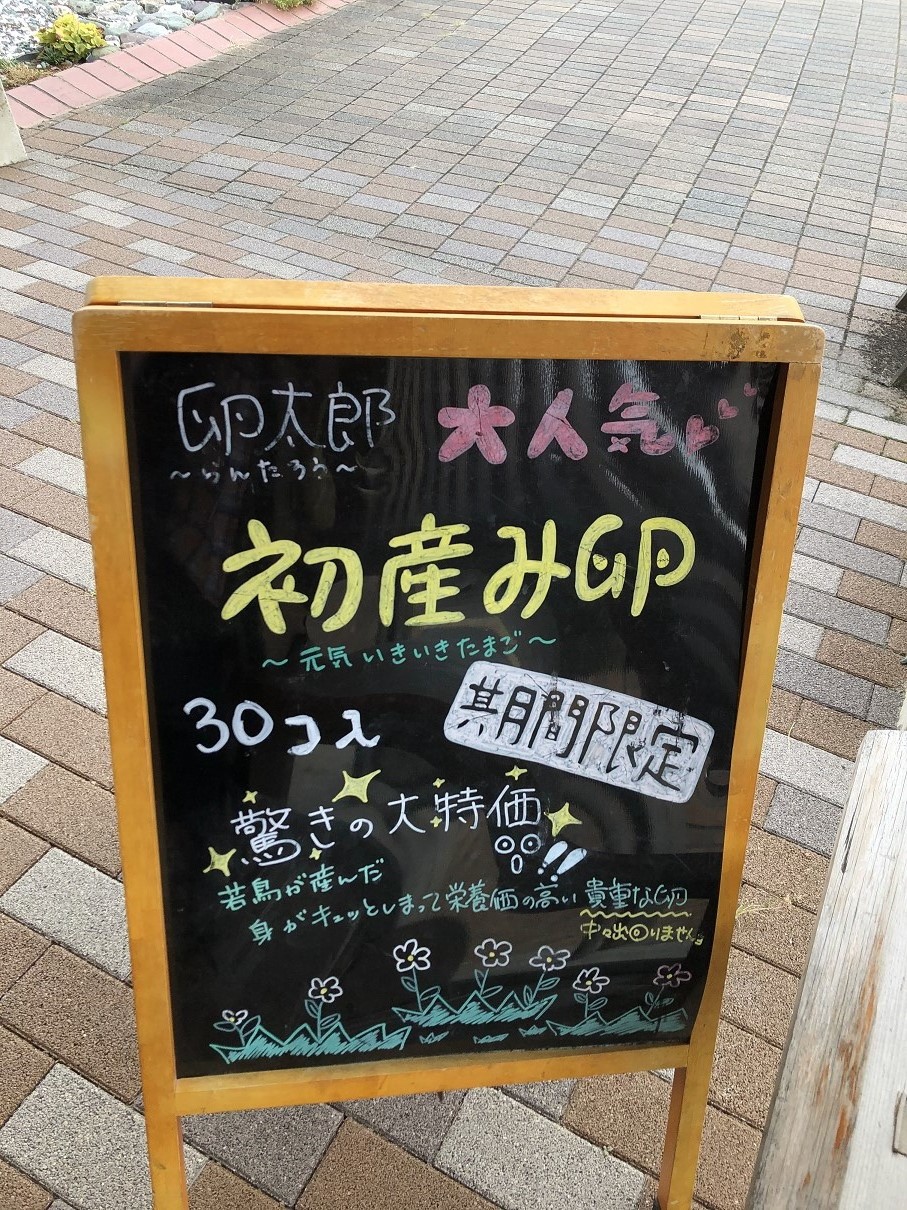 卵太郎 大人気
～らんたろう～
初産み卵
～元気いきいきたまご～
30コ入
期間限定
驚きの大特価!!
若鳥が産んだ
身がキュッとしまって栄養価の高い貴重な卵
中々出回りません